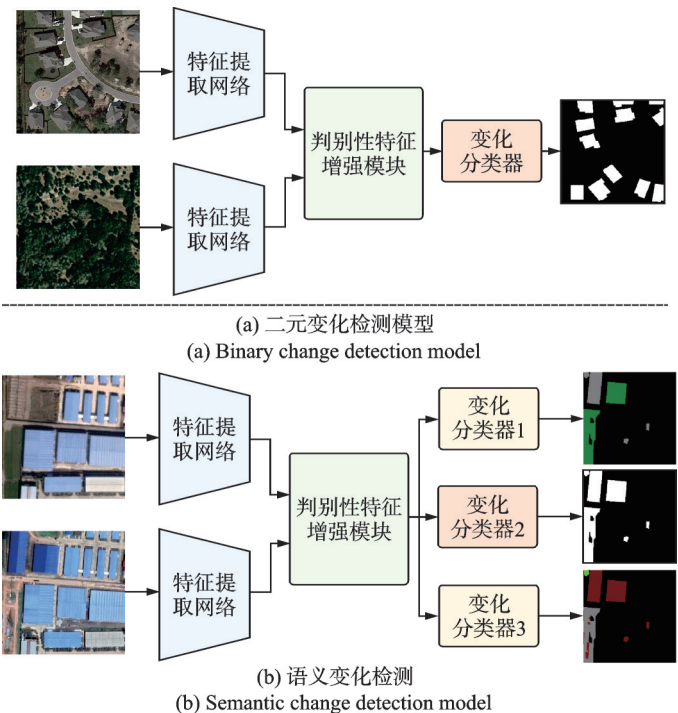 特征提
取网络
特征提
取网络
判别性特征
增强模块
变化
分类器
(a) 二元变化检测模型
(a) Binary change detection model
特征提
取网络
特征提
取网络
判别性特征
增强模块
变化
分类器1
变化
分类器2
变化
分类器3
(b) 语义变化检测
(b) Semantic change detection model